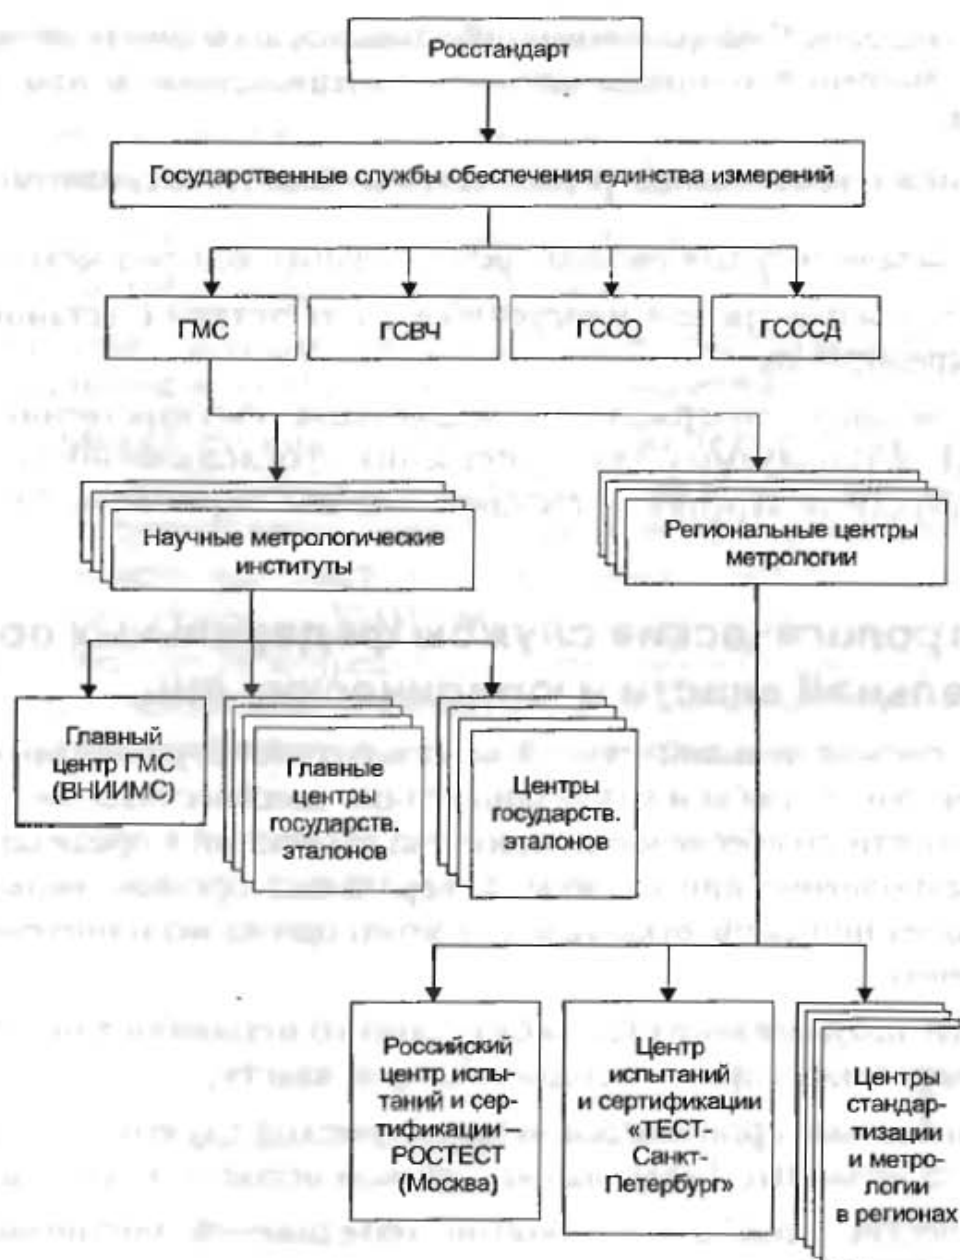 Росстандарт
Государственные службы обеспечения единства измерений
ГМС
ГСВЧ
ГССО
ГСССД
Научные метрологические
институты
Региональные центры
метрологии
Главный
центр ГМС
(ВНИИМС)
Главные
центры
государств.
эталонов
Центры
государств.
эталонов
Российский
центр испы-
таний и сер-
тификации –
РОСТЕСТ
(Москва)
Центр
испытаний
и сертификации
«ТЕСТ-
Санкт-
Петербург»
Центры
стандар-
тизации
и метро-
логии
в регионах